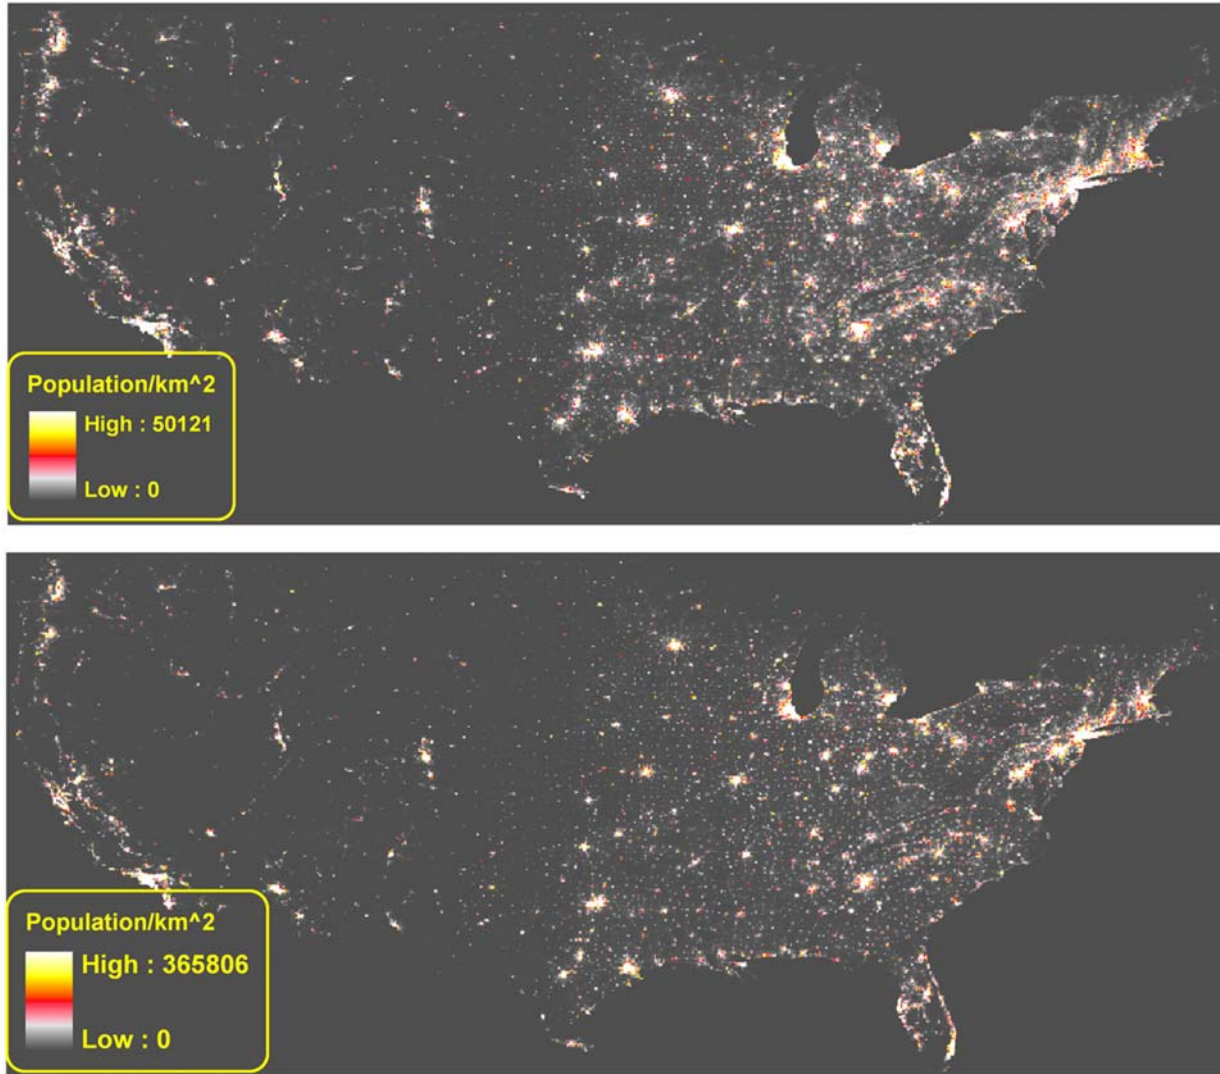 Population/km^2
High : 50121
Low : 0
Population/km^2
High : 365806
Low : 0